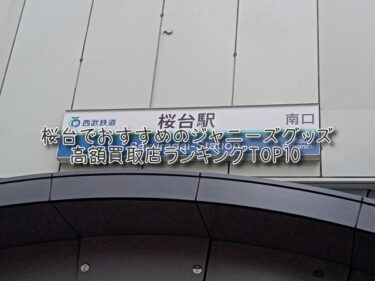 西武鉄道 桜台駅 南口
桜台でおすすめのジャニーズグッズ
高額買取店ランキングTOP10